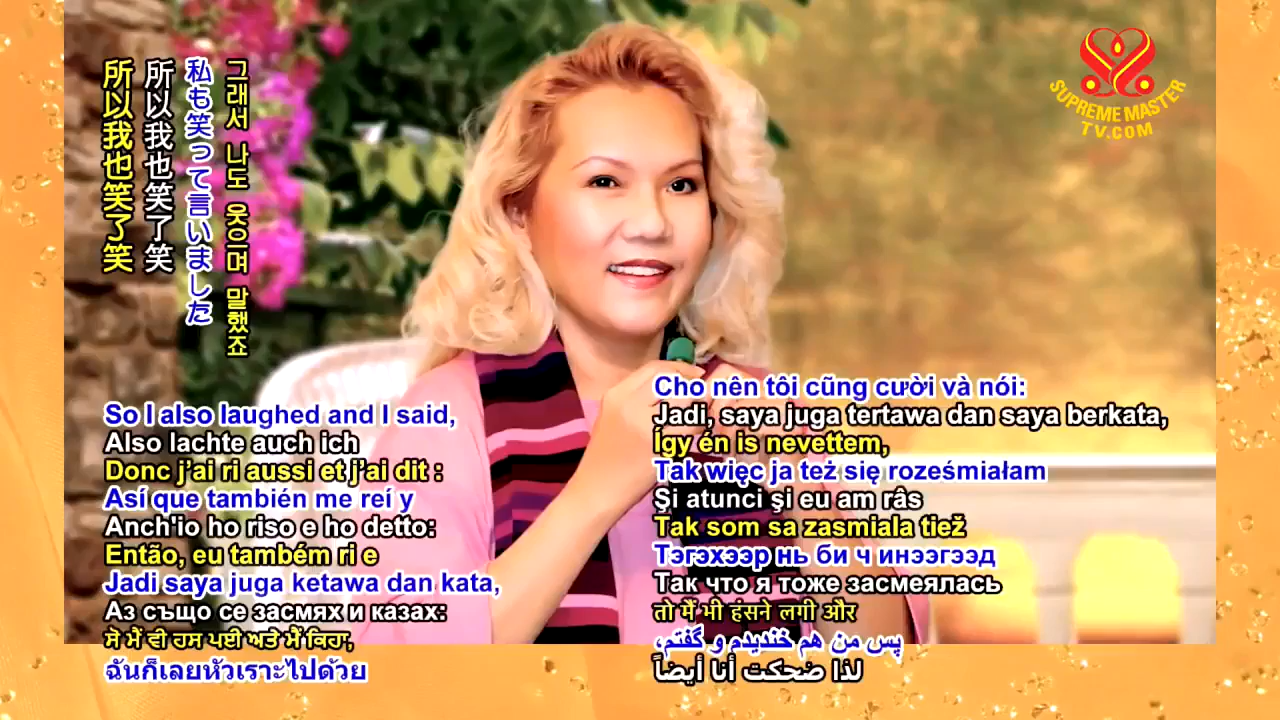 所以我也笑了笑
所以我也笑了笑
私も笑って言いました
그래서 나도 웃으며 말했죠
SUPREME MASTER
TV.COM
So I also laughed and I said,
Also lachte auch ich
Donc j'ai ri aussi et j'ai dit :
Así que también me reí y
Anch'io ho riso e ho detto:
Então, eu também ri e
Jadi saya juga ketawa dan kata,
Аз също се засмях и казах:
ਸੋ ਮੈਂ ਵੀ ਹਸ ਪਈ ਅਤੇ ਮੈਂ ਕਿਹਾ,
ฉันก็เลยหัวเราะไปด้วย
Cho nên tôi cũng cười và nói:
Jadi, saya juga tertawa dan saya berkata,
Így én is nevettem,
Tak więc ja też się roześmiałam
Şi atunci şi eu am râs
Tak som sa zasmiala tiež
Тэгэхээр нь би ч инээгээд
Так что я тоже засмеялась
तो मैं भी हंसने लगी और
پس من هم خندیدم و گفتم،
لذا ضحكت أنا أيضاً